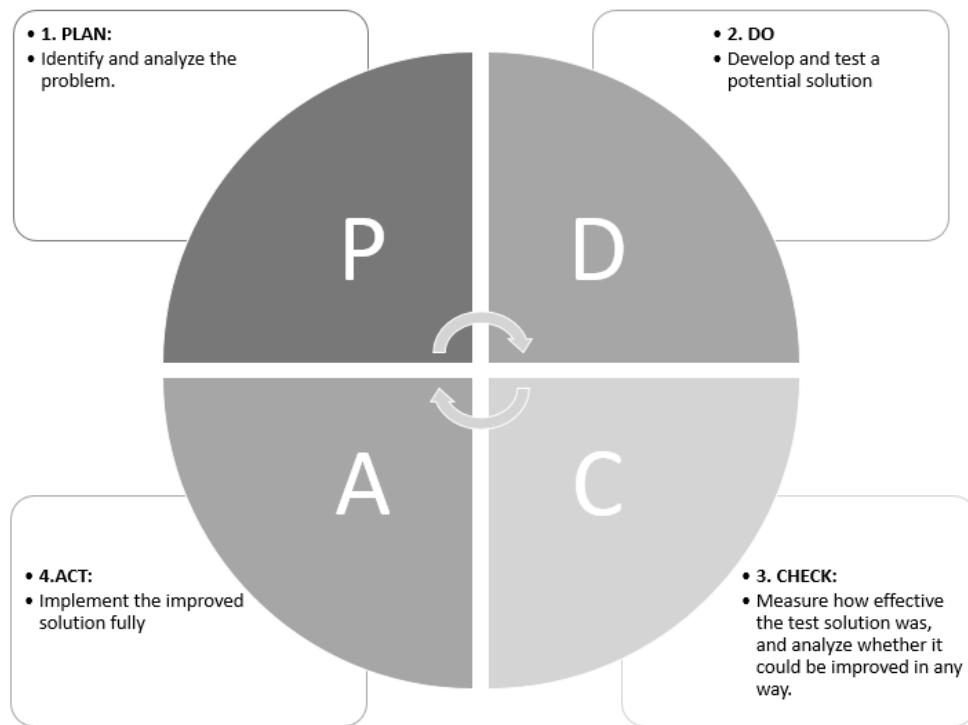 • 1. PLAN:
• Identify and analyze the
problem.
• 2. DO
• Develop and test a
potential solution
P
D
A
C
• 4.ACT:
• Implement the improved
solution fully
• 3. CHECK:
• Measure how effective
the test solution was,
and analyze whether it
could be improved in any
way.